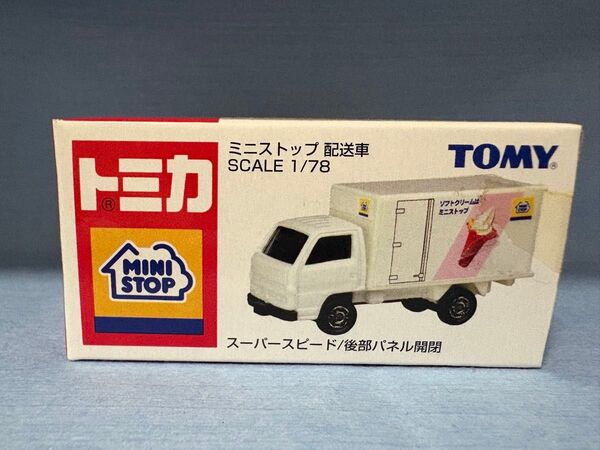 トミカ®
MINI
STOP
ミニストップ 配送車
SCALE 1/78
TOMY®
ソフトクリームは
ミニストップ
スーパースピード/後部パネル開閉